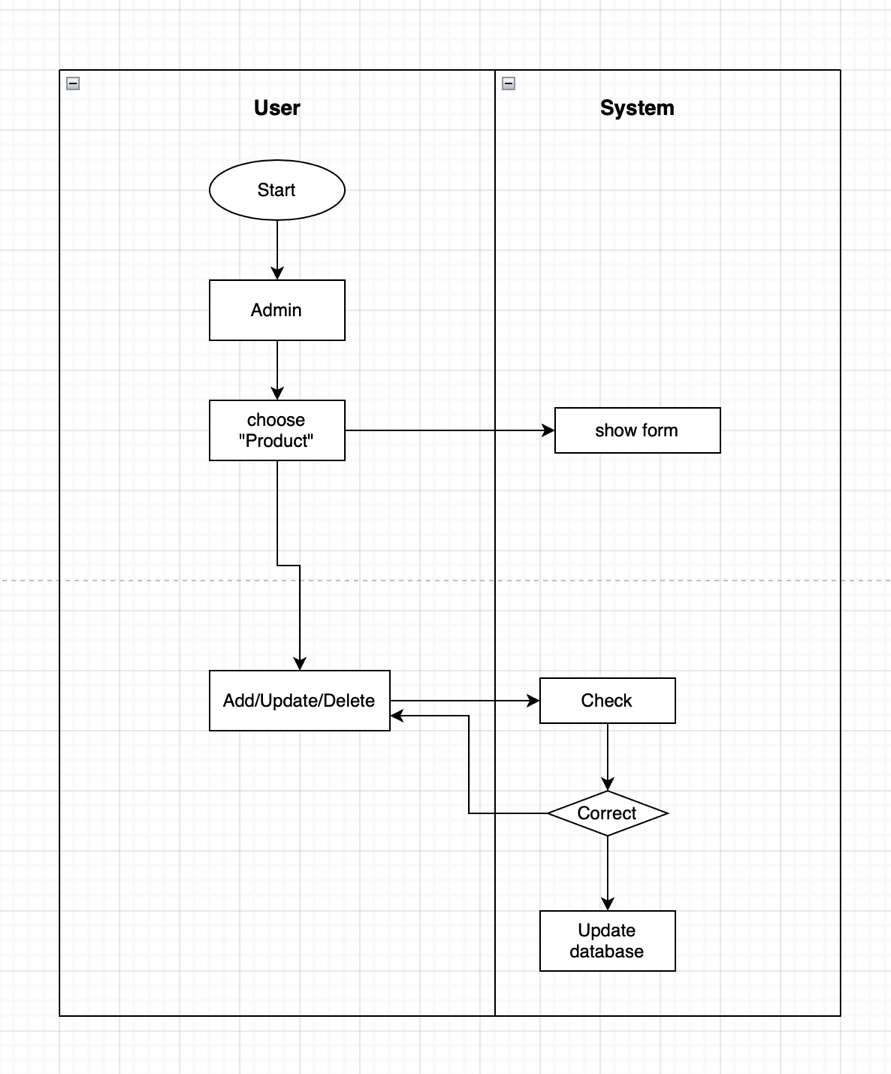 User
System
Start
Admin
choose
"Product"
show form
Add/Update/Delete
Check
Correct
Update
database